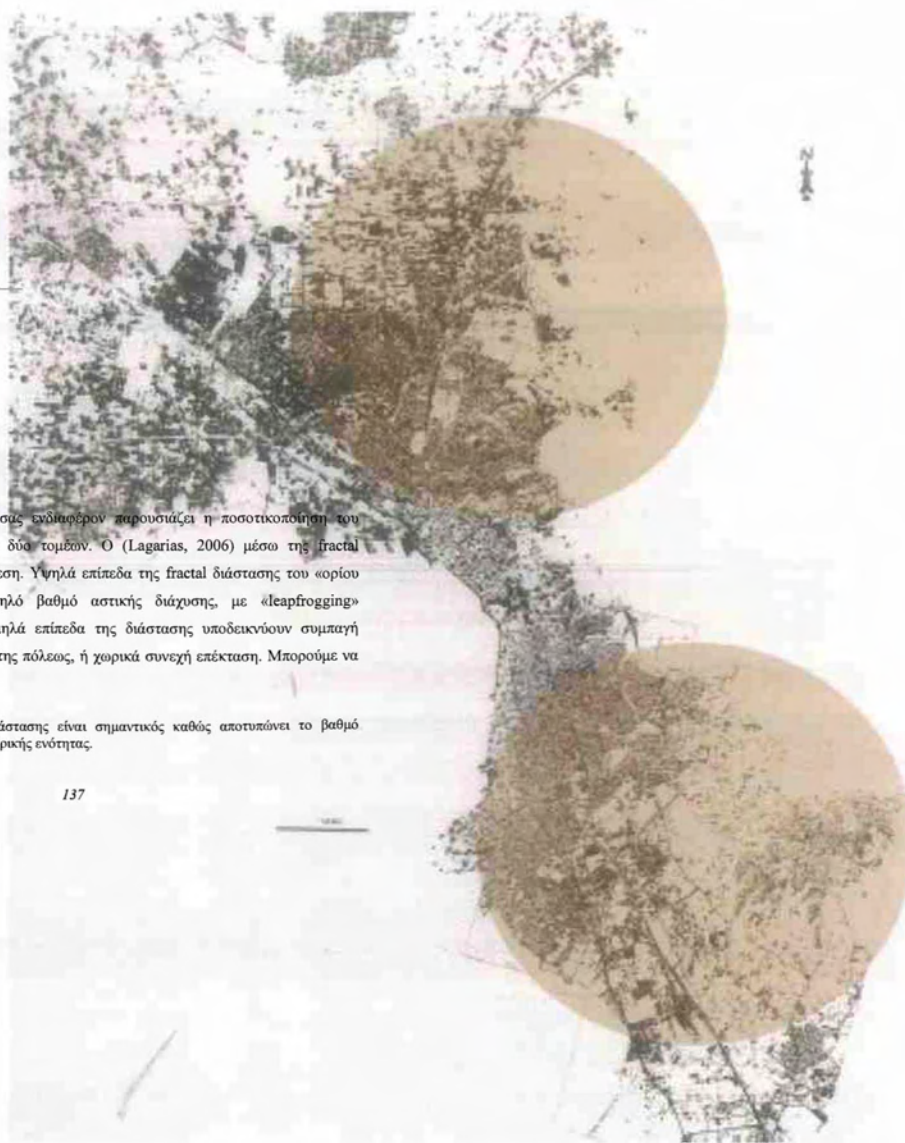 σας ενδιαφέρον παρουσιάζει η ποσοτικοποίηση του
δύο τομέων. Ο (Lagarias, 2006) μέσω της fractal
εση. Υψηλά επίπεδα της fractal διάστασης του «ορίου
ηλό βαθμό αστικής διάχυσης, με «leapfrogging»
μηλά επίπεδα της διάστασης υποδεικνύουν συμπαγή
της πόλεως, ή χωρικά συνεχή επέκταση. Μπορούμε να
άστασης είναι σημαντικός καθώς αποτυπώνει το βαθμό
ρικής ενότητας.
137